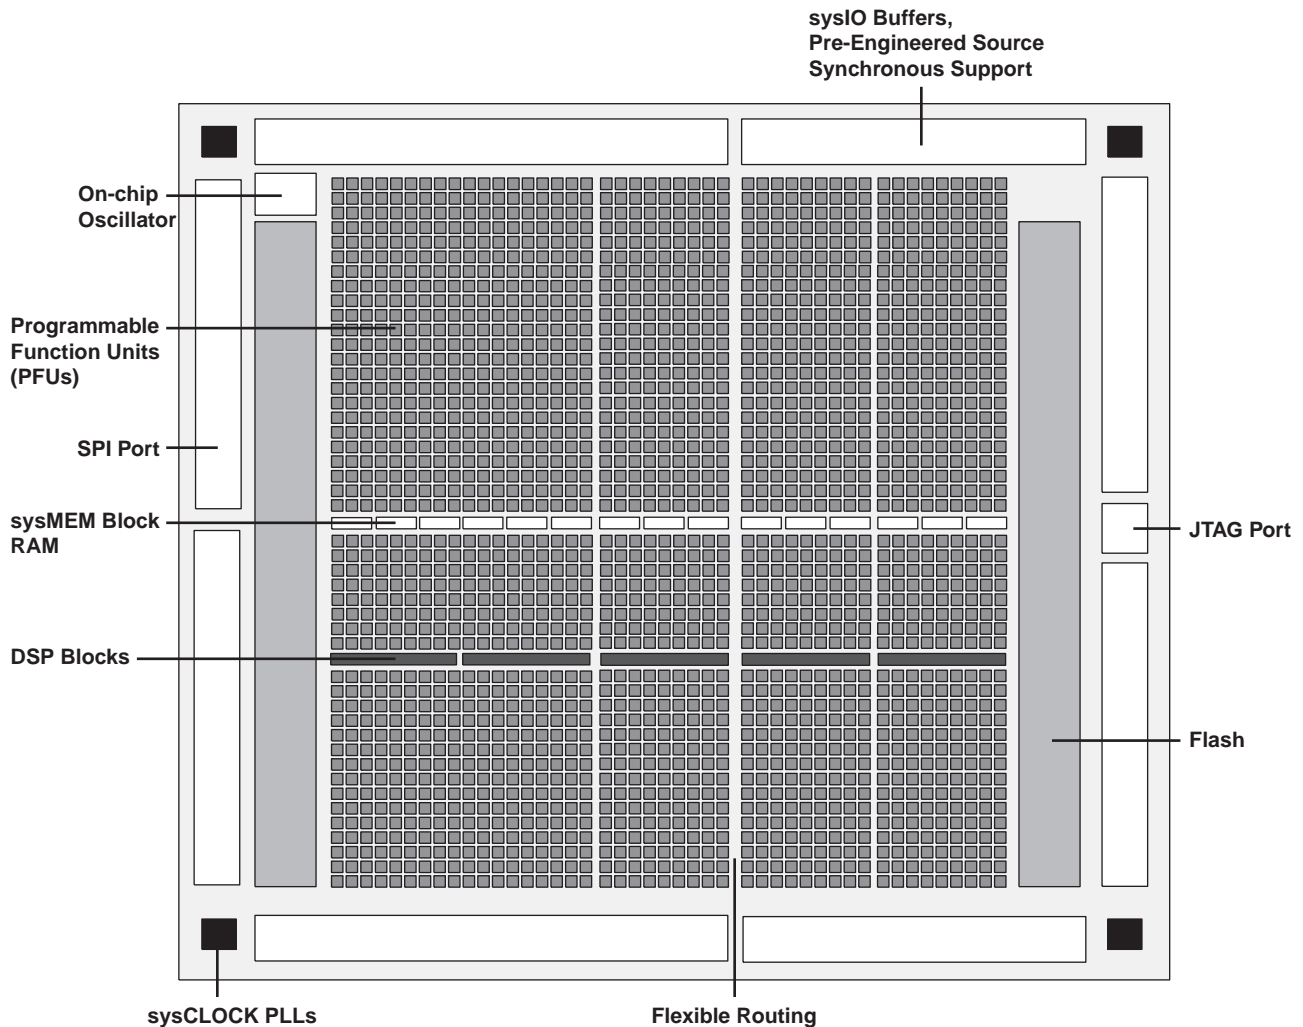 sysIO Buffers,
Pre-Engineered Source
Synchronous Support
On-chip
Oscillator
Programmable
Function Units
(PFUs)
SPI Port
sysMEM Block
RAM
JTAG Port
DSP Blocks
Flash
sysCLOCK PLLs
Flexible Routing